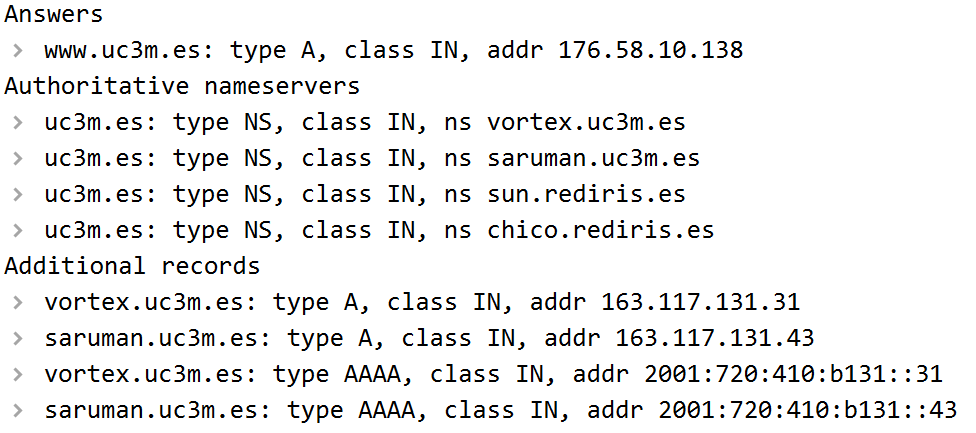 Answers
www.uc3m.es: type A, class IN, addr 176.58.10.138
Authoritative nameservers
uc3m.es: type NS, class IN, ns vortex.uc3m.es
uc3m.es: type NS, class IN, ns saruman.uc3m.es
uc3m.es: type NS, class IN, ns sun.rediris.es
uc3m.es: type NS, class IN, ns chico.rediris.es
Additional records
vortex.uc3m.es: type A, class IN, addr 163.117.131.31
saruman.uc3m.es: type A, class IN, addr 163.117.131.43
vortex.uc3m.es: type AAAA, class IN, addr 2001:720:410:b131::31
saruman.uc3m.es: type AAAA, class IN, addr 2001:720:410:b131::43